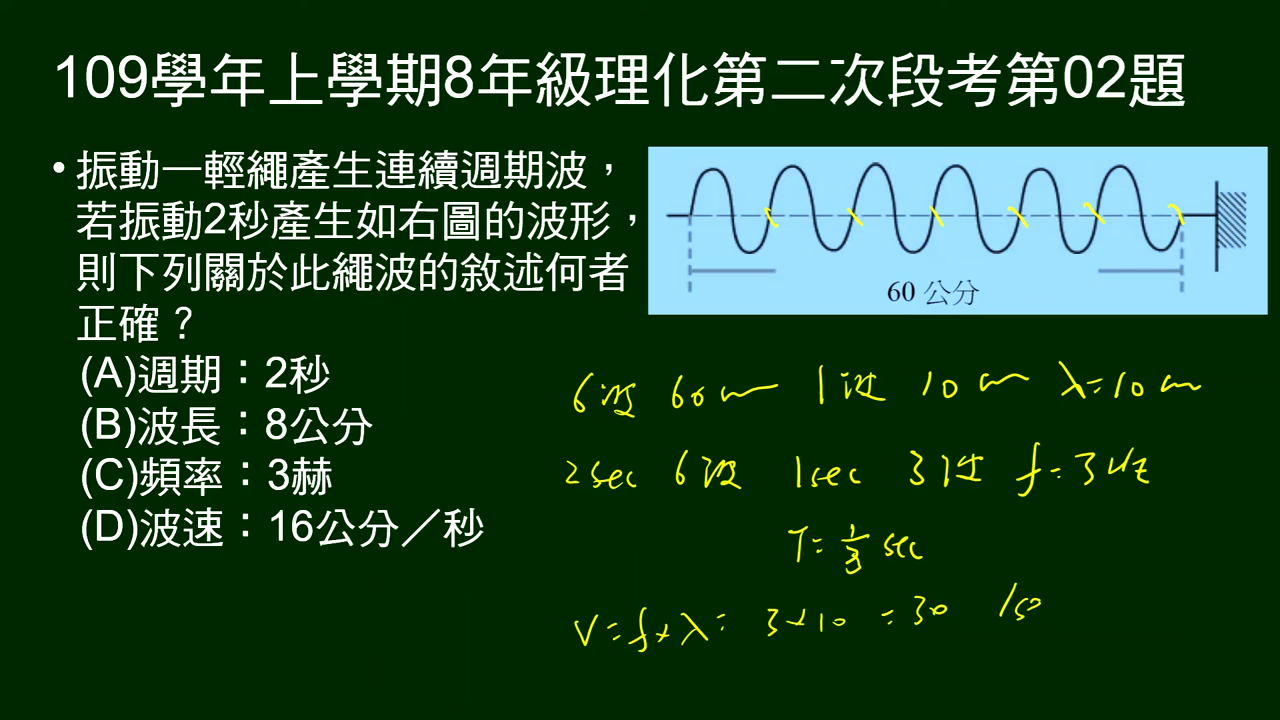 109學年上學期8年級理化第二次段考第02題
• 振動一輕繩產生連續週期波，
若振動2秒產生如右圖的波形，
則下列關於此繩波的敘述何者
正確？
(A)週期：2秒
(B)波長：8公分
(C)頻率：3赫
(D)波速：16公分／秒
60 公分
6波 60cm 1波 10cm λ=10cm
2sec 6波 1sec 3波 f=3Hz
T=1/3 sec
V=f×λ= 3×10 =30